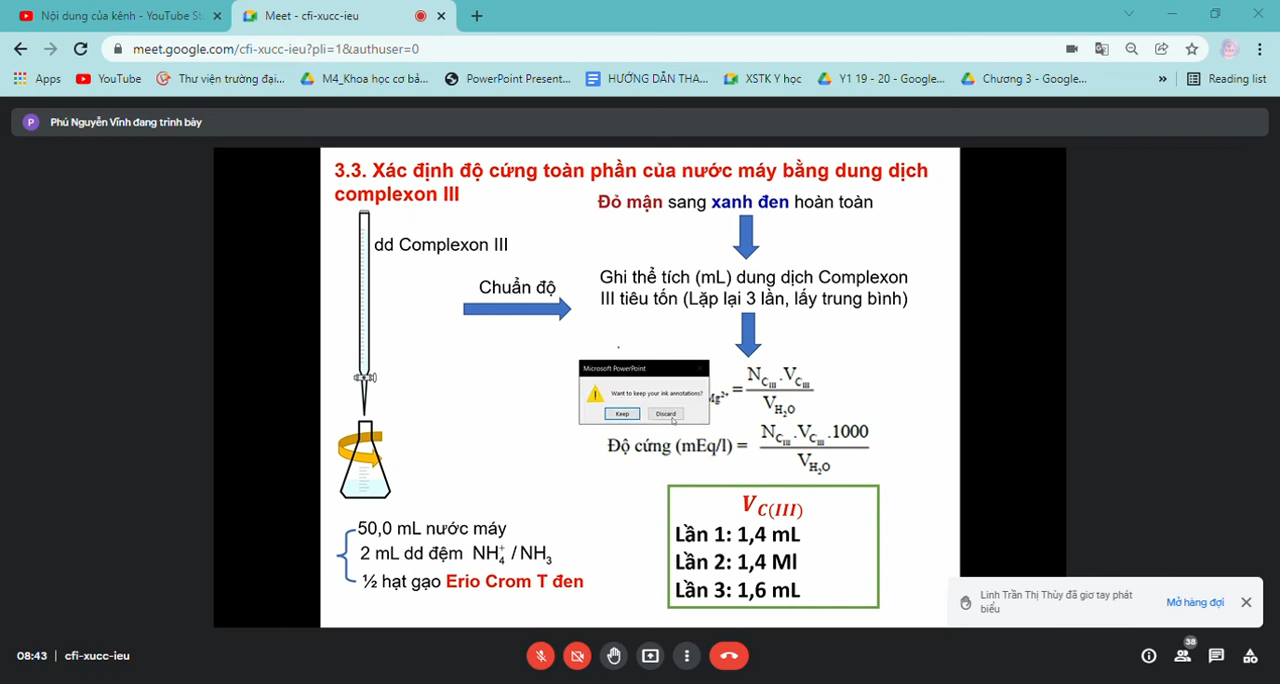 Nội dung của kênh - YouTube St
Meet - cfi-xucc-ieu
meet.google.com/cfi-xucc-ieu?pli=1&authuser=0
Apps
YouTube
Thư viện trường đại...
M4_Khoa học cơ bả...
PowerPoint Present...
HƯỚNG DẪN THA...
XSTK Y học
Y1 19 - 20 - Google...
Chương 3 - Google...
»
Reading list
P
Phú Nguyễn Vĩnh đang trình bày
3.3. Xác định độ cứng toàn phần của nước máy bằng dung dịch
complexon III
Đỏ mận sang xanh đen hoàn toàn
dd Complexon III
Chuẩn độ
Ghi thể tích (mL) dung dịch Complexon
III tiêu tốn (Lặp lại 3 lần, lấy trung bình)
Microsoft PowerPoint
Want to keep your ink annotations?
Keep
Discard
Mg²⁺ = N_C_III . V_C_III / V_H₂O
Độ cứng (mEq/l) = N_C_III . V_C_III .1000 / V_H₂O
V_C(III)
Lần 1: 1,4 mL
Lần 2: 1,4 Ml
Lần 3: 1,6 mL
50,0 mL nước máy
2 mL dd đệm NH₄⁺ / NH₃
½ hạt gạo Erio Crom T đen
Linh Trần Thị Thùy đã giơ tay phát
biểu
Mở hàng đợi
08:43
cfi-xucc-ieu
38